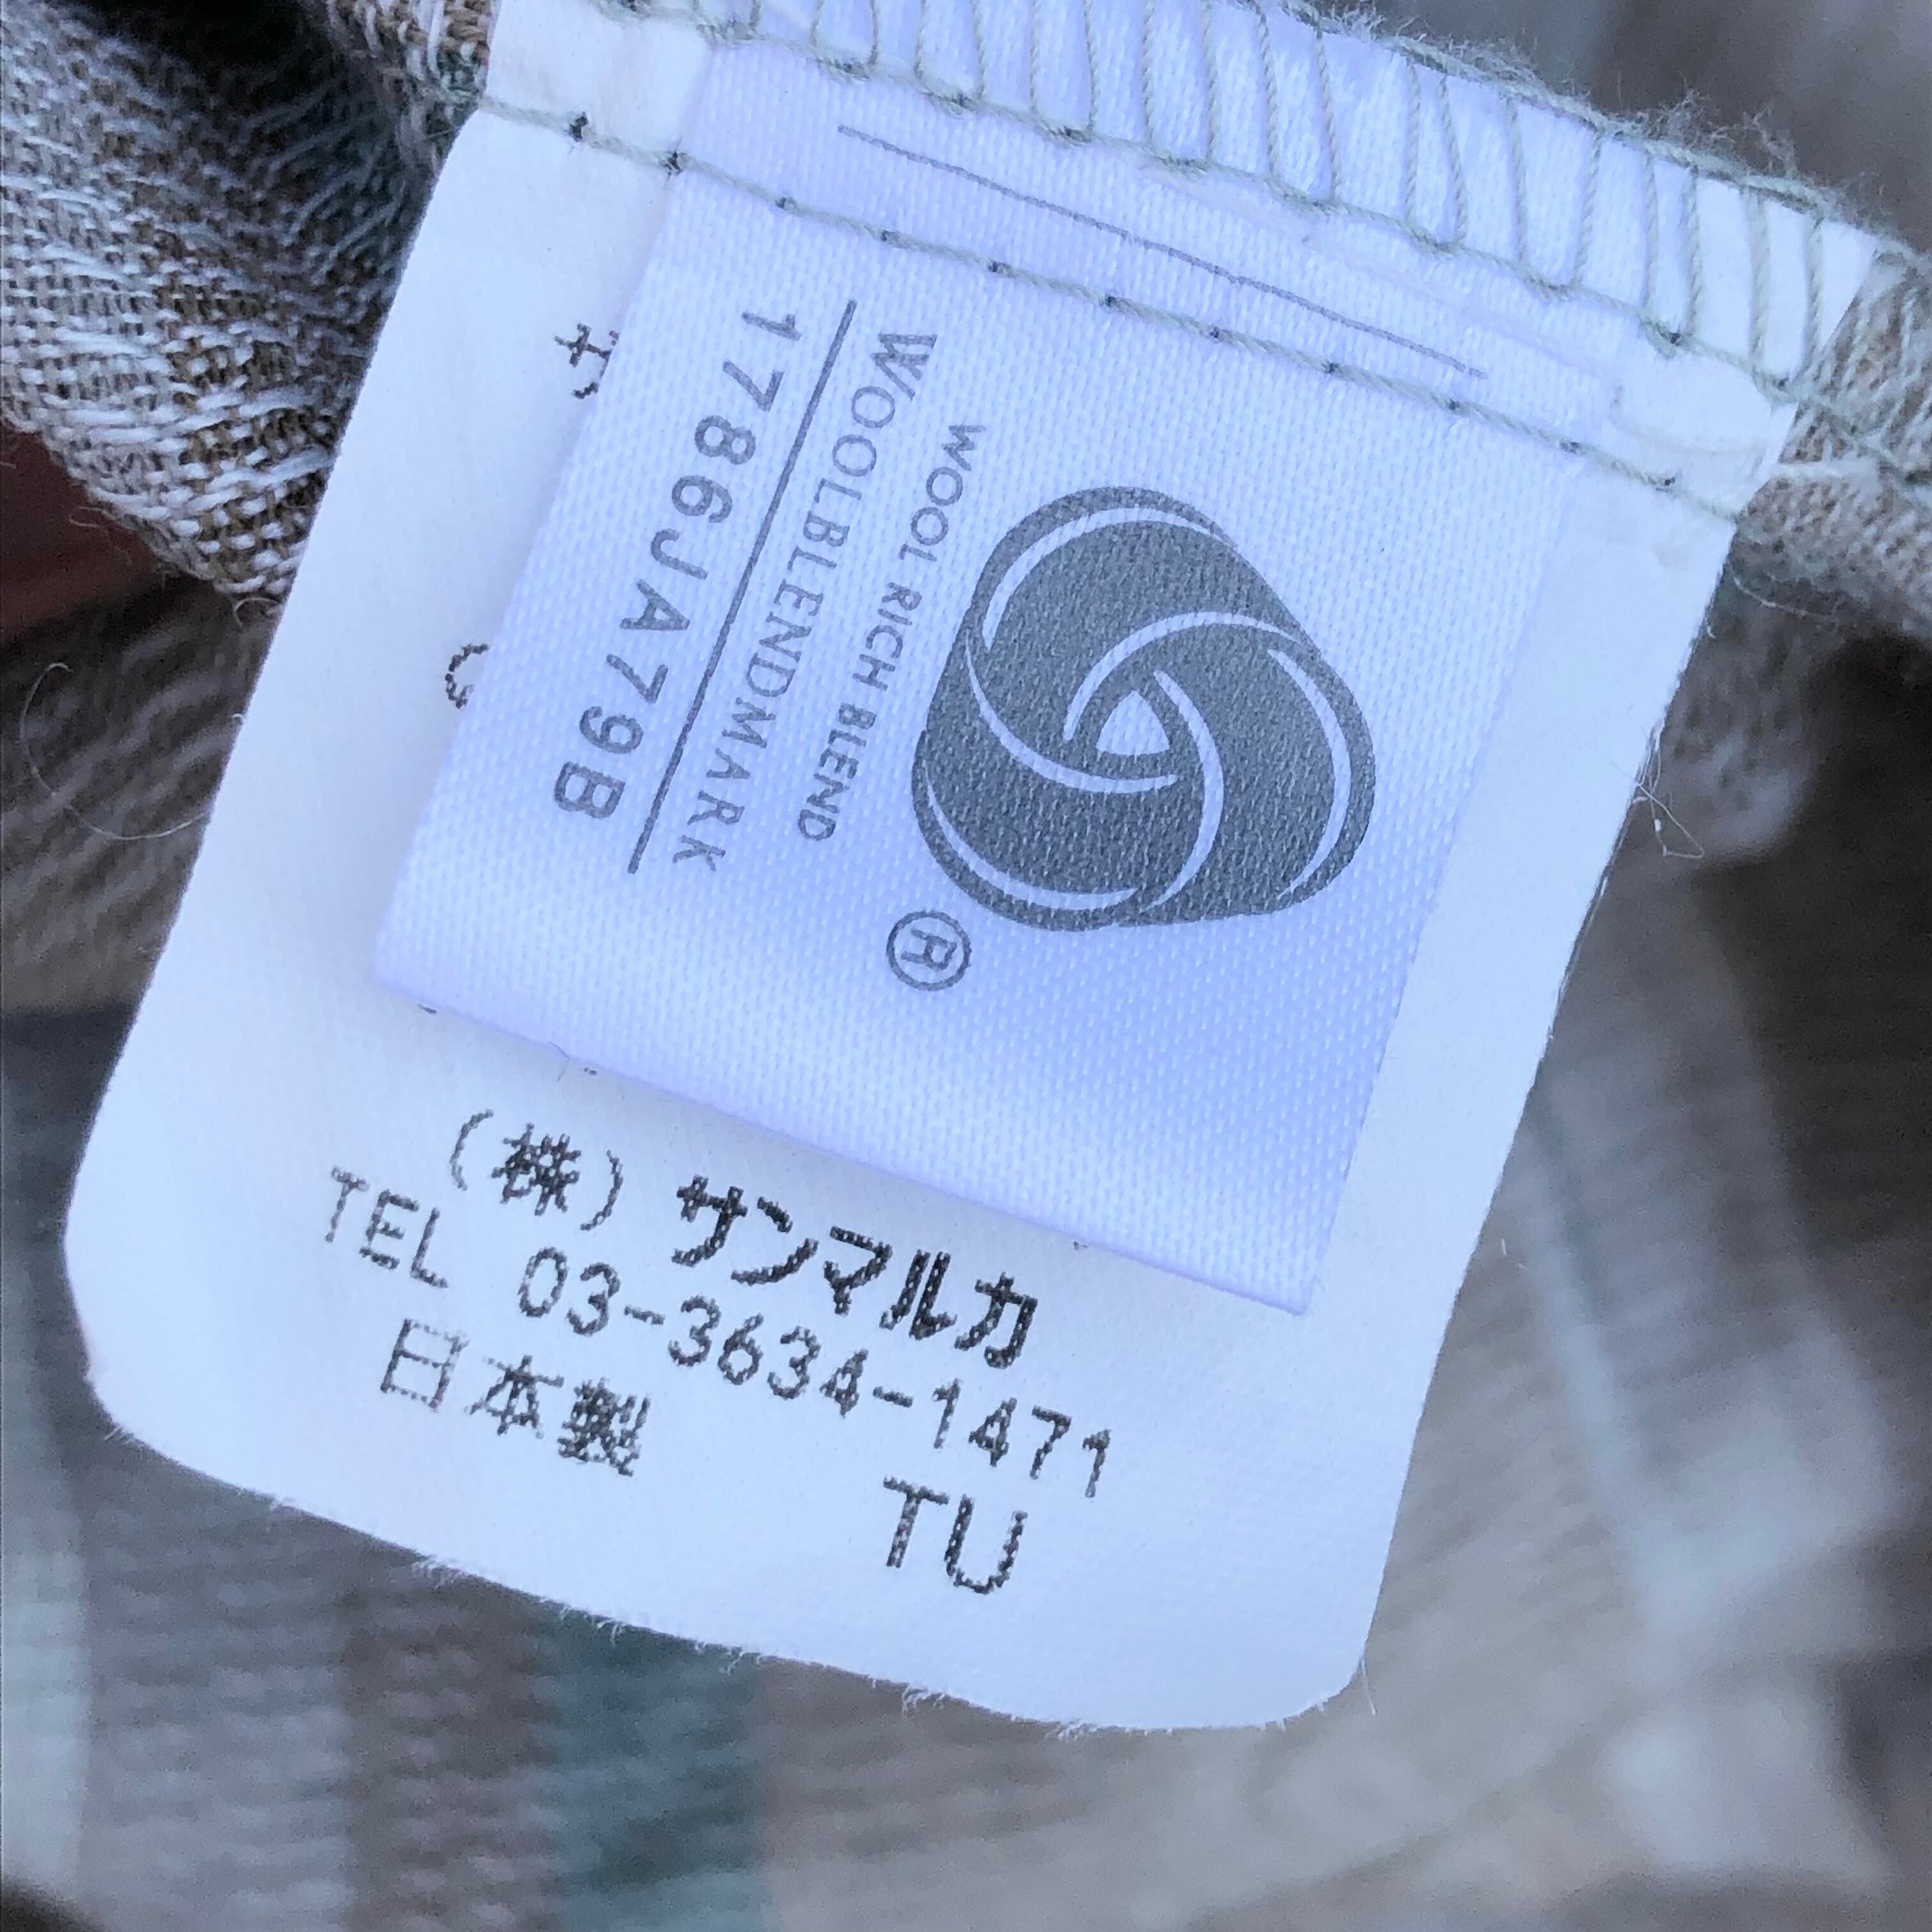 WOOL RICH BLEND
WOOLBLENDMARK
1786JA79B
®
(株)サンマルカ
TEL 03-3634-1471
日本製 TU